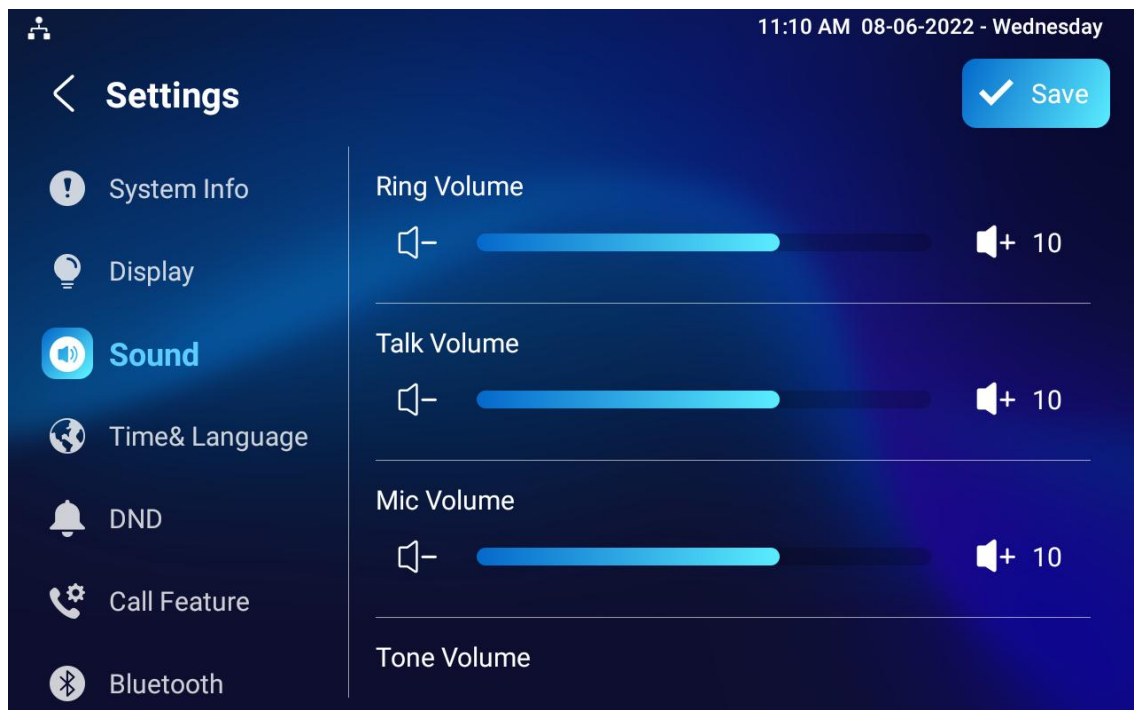 11:10 AM 08-06-2022 - Wednesday
Settings
Save
System Info
Display
Sound
Time& Language
DND
Call Feature
Bluetooth
Ring Volume
10
Talk Volume
10
Mic Volume
10
Tone Volume